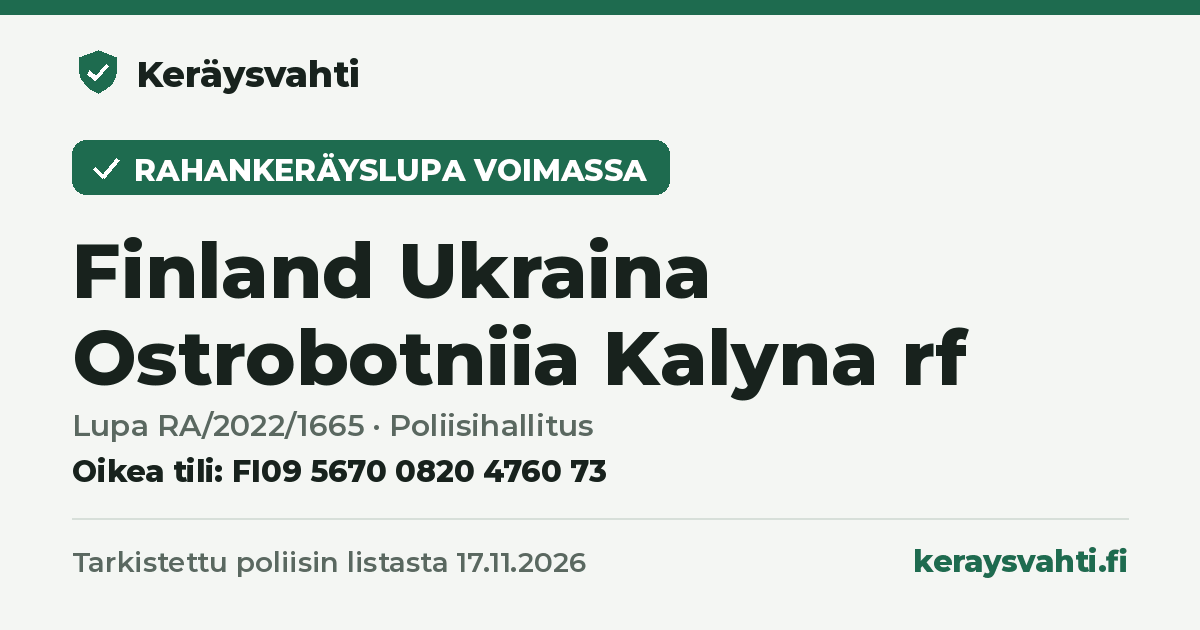 Keräysvahti
RAHANKERÄYSLUPA VOIMASSA
Finland Ukraina
Ostrobotniia Kalyna rf
Lupa RA/2022/1665 · Poliisihallitus
Oikea tili: FI09 5670 0820 4760 73
Tarkistettu poliisin listasta 17.11.2026
keraysvahti.fi